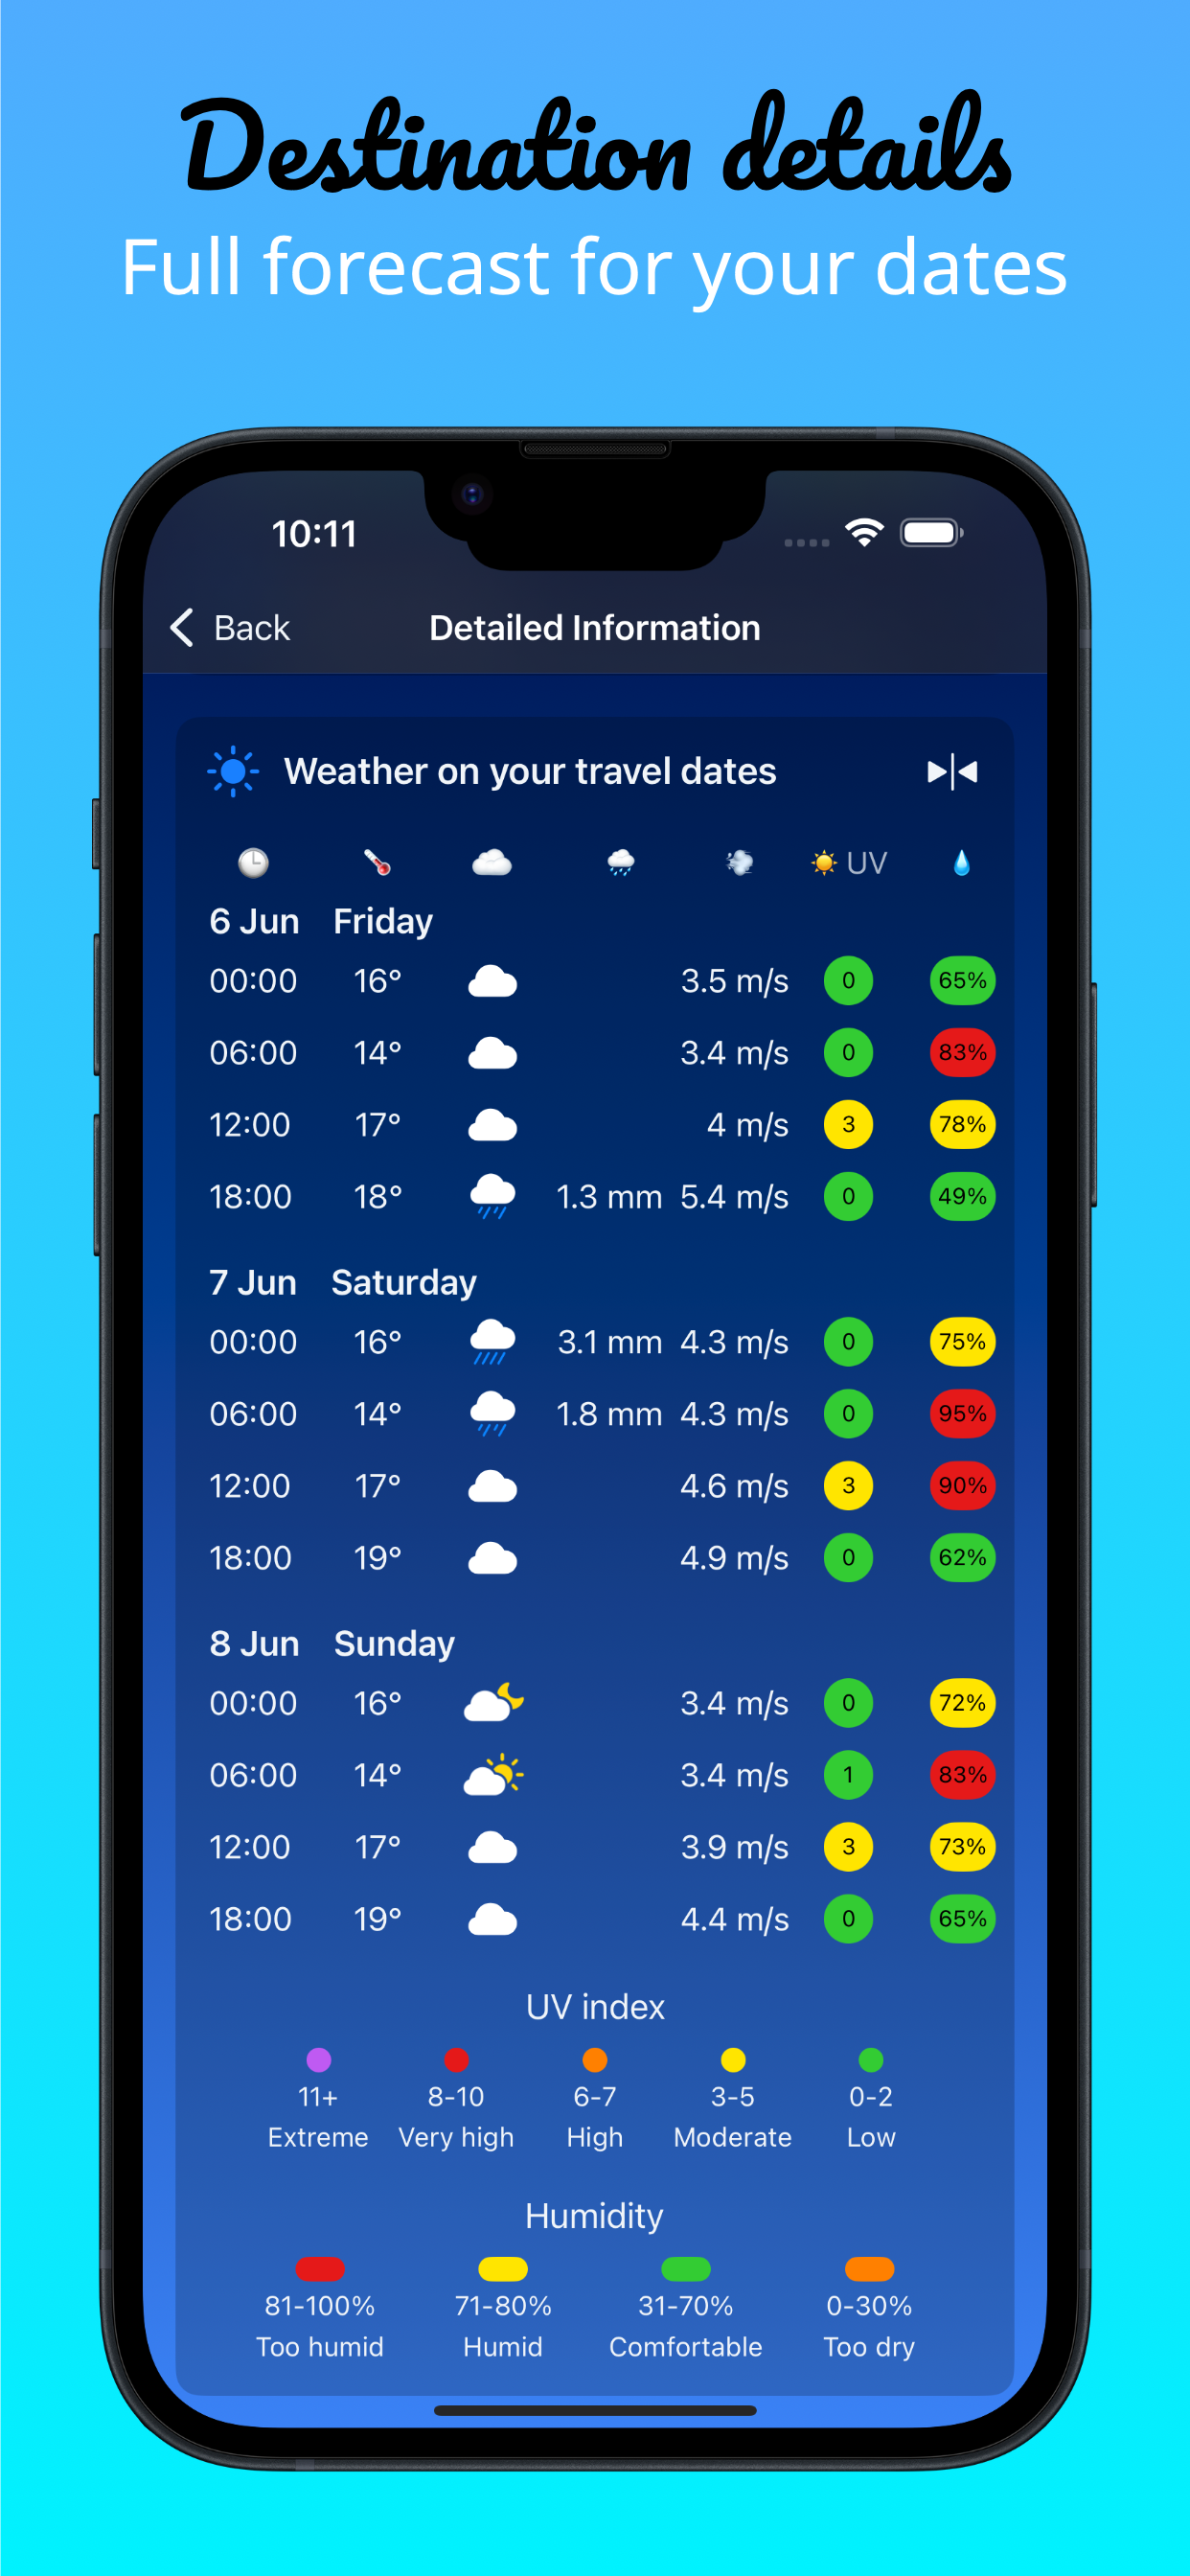 Destination details
Full forecast for your dates
10:11
Back Detailed Information
Weather on your travel dates
UV
6 Jun Friday
00:00 16° 3.5 m/s 0 65%
06:00 14° 3.4 m/s 0 83%
12:00 17° 4 m/s 3 78%
18:00 18° 1.3 mm 5.4 m/s 0 49%
7 Jun Saturday
00:00 16° 3.1 mm 4.3 m/s 0 75%
06:00 14° 1.8 mm 4.3 m/s 0 95%
12:00 17° 4.6 m/s 3 90%
18:00 19° 4.9 m/s 0 62%
8 Jun Sunday
00:00 16° 3.4 m/s 0 72%
06:00 14° 3.4 m/s 1 83%
12:00 17° 3.9 m/s 3 73%
18:00 19° 4.4 m/s 0 65%
UV index
11+ 8-10 6-7 3-5 0-2
Extreme Very high High Moderate Low
Humidity
81-100% 71-80% 31-70% 0-30%
Too humid Humid Comfortable Too dry